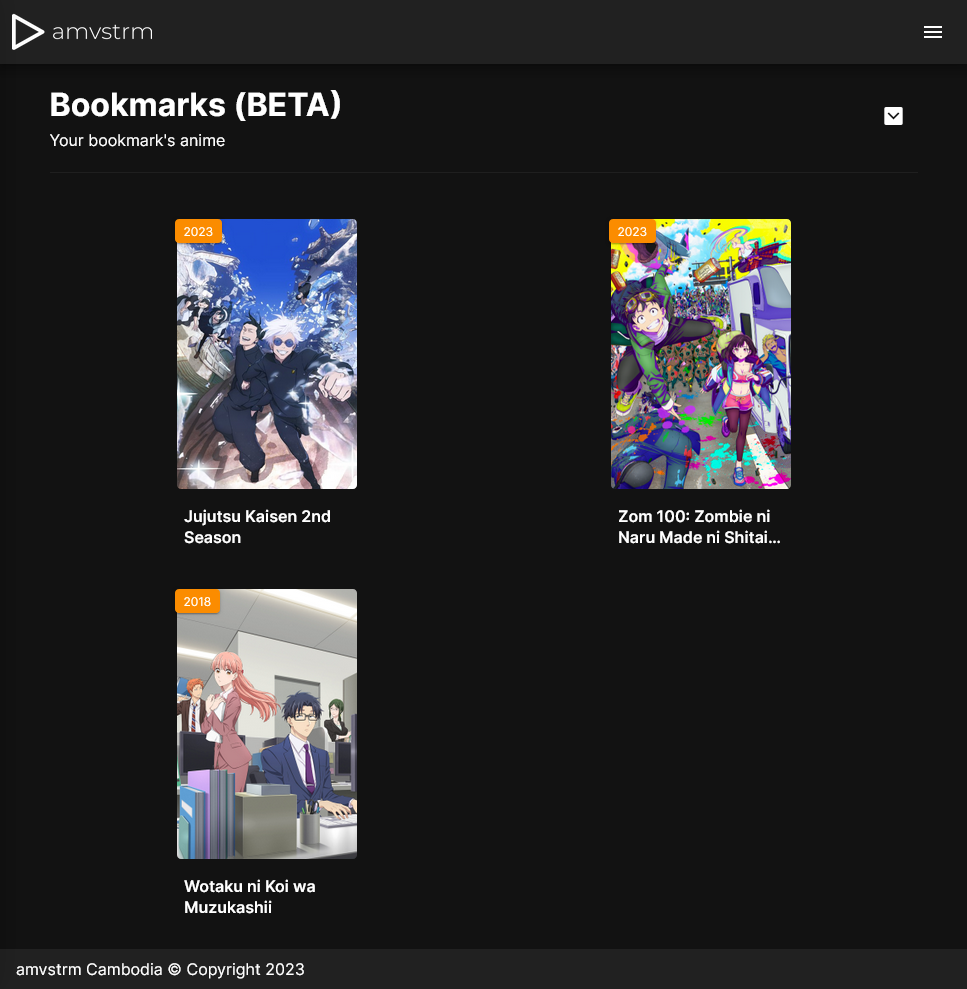 amvstrm
Bookmarks (BETA)
Your bookmark's anime
2023
2023
Jujutsu Kaisen 2nd
Season
Zom 100: Zombie ni
Naru Made ni Shitai...
2018
Wotaku ni Koi wa
Muzukashii
amvstrm Cambodia © Copyright 2023